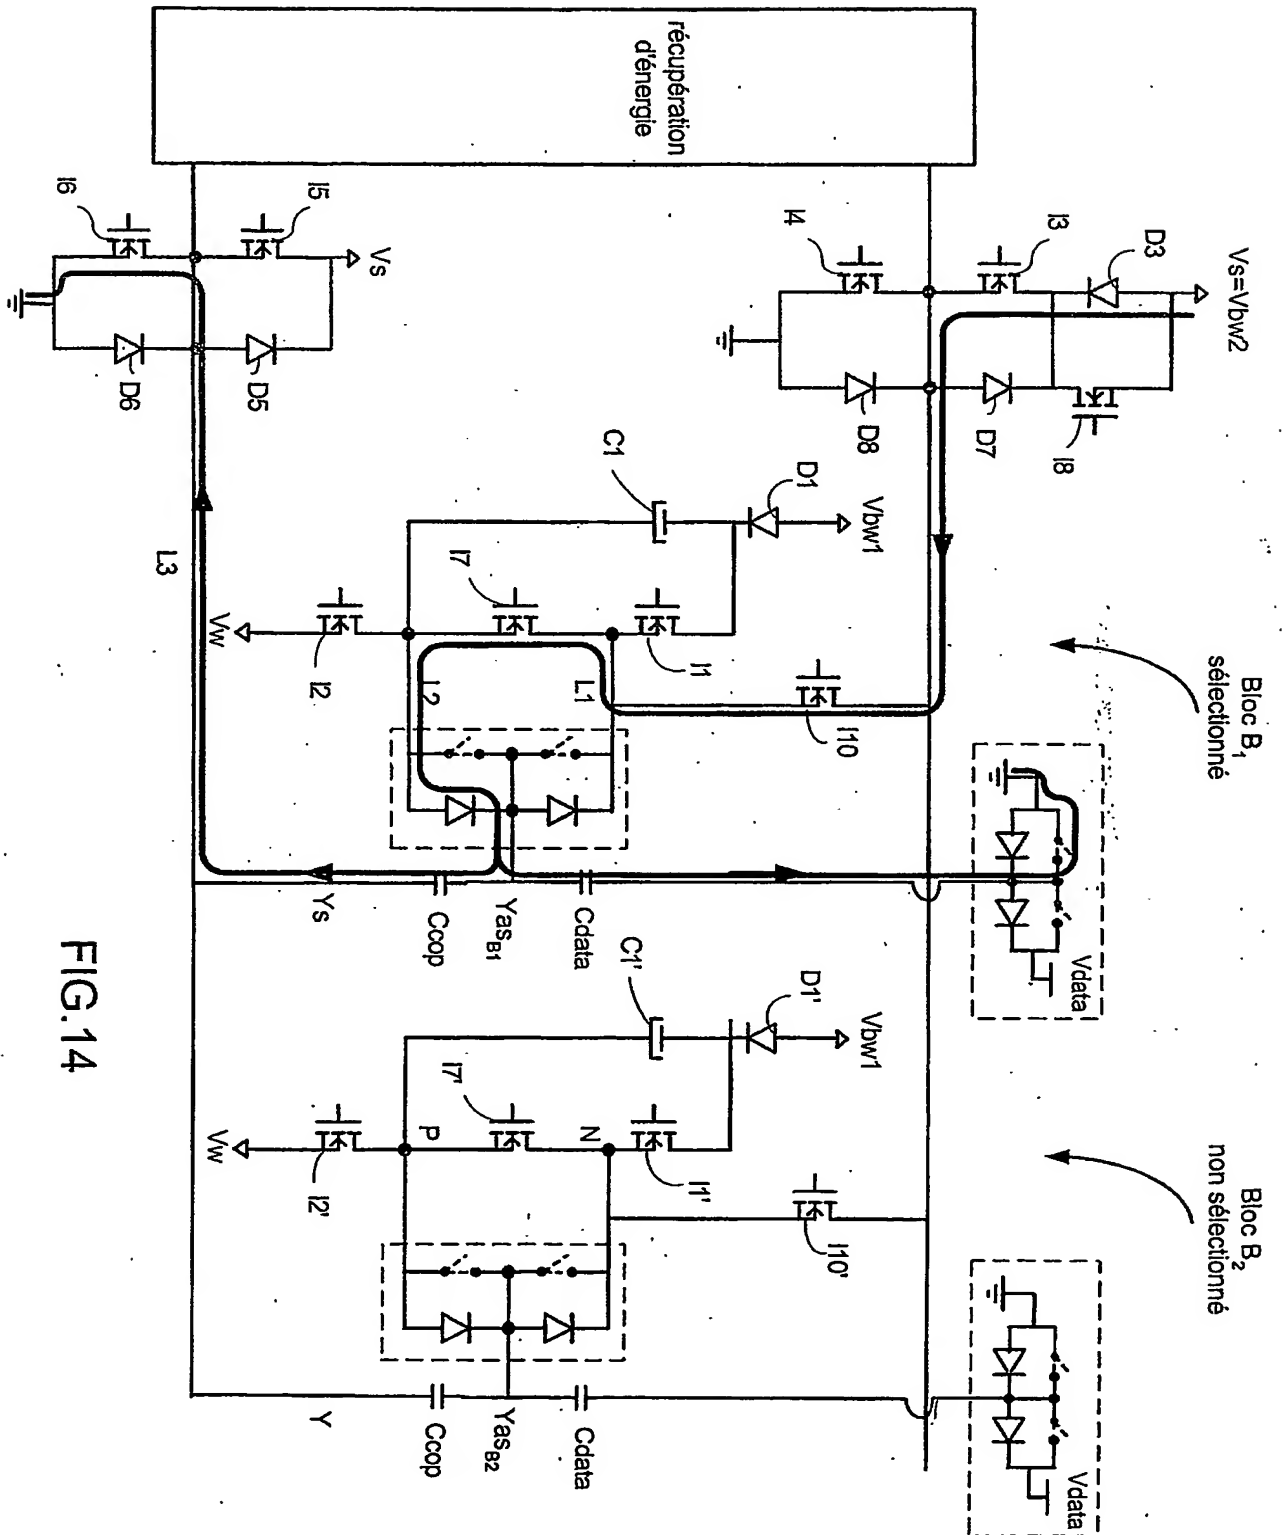 récupération
d'énergie
I6
I5
Vs
D6
D5
I4
I3
D3
Vs=Vbw2
D8
D7
I8
C1
D1
Vbw1
I7
I1
I2
Vw
L3
L2
L1
I10
Bloc B1
sélectionné
Vdata
Ys
Ccop
YasB1
Cdata
C1'
D1'
Vbw1
I7'
P
N
I1'
I2'
Vw
I10'
Bloc B2
non sélectionné
Vdata
Y
Ccop
YasB2
Cdata
FIG.14